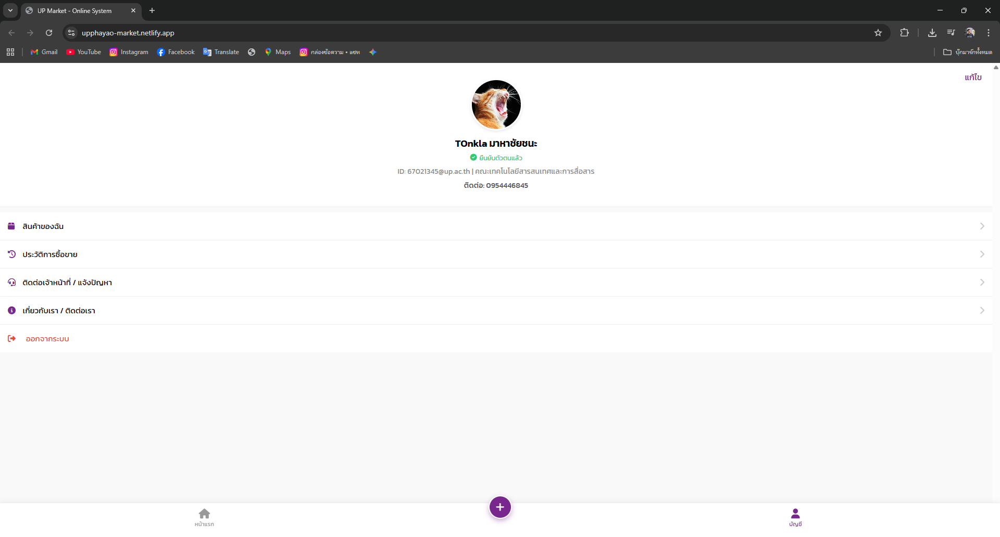 UP Market - Online System
upphayao-market.netlify.app
Gmail YouTube Instagram Facebook Translate Maps กล่องข้อความ • แชท บุ๊กมาร์กทั้งหมด
แก้ไข
TOnkla มาหาชัยชนะ
ยืนยันตัวตนแล้ว
ID: 67021345@up.ac.th | คณะเทคโนโลยีสารสนเทศและการสื่อสาร
ติดต่อ: 0954446845
สินค้าของฉัน
ประวัติการซื้อขาย
ติดต่อเจ้าหน้าที่ / แจ้งปัญหา
เกี่ยวกับเรา / ติดต่อเรา
ออกจากระบบ
หน้าแรก
บัญชี